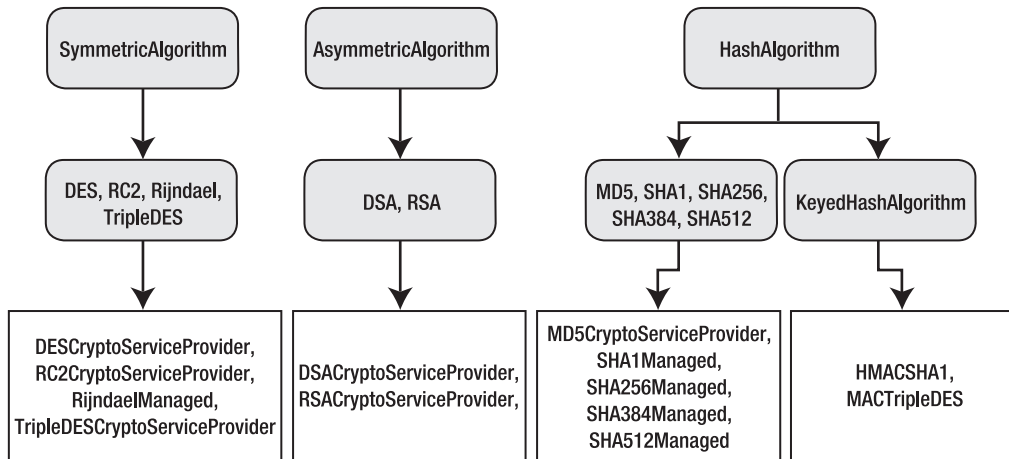 SymmetricAlgorithm
AsymmetricAlgorithm
HashAlgorithm
DES, RC2, Rijndael,
TripleDES
DSA, RSA
MD5, SHA1, SHA256,
SHA384, SHA512
KeyedHashAlgorithm
DESCryptoServiceProvider,
RC2CryptoServiceProvider,
RijndaelManaged,
TripleDESCryptoServiceProvider
DSACryptoServiceProvider,
RSACryptoServiceProvider,
MD5CryptoServiceProvider,
SHA1Managed,
SHA256Managed,
SHA384Managed,
SHA512Managed
HMACSHA1,
MACTripleDES